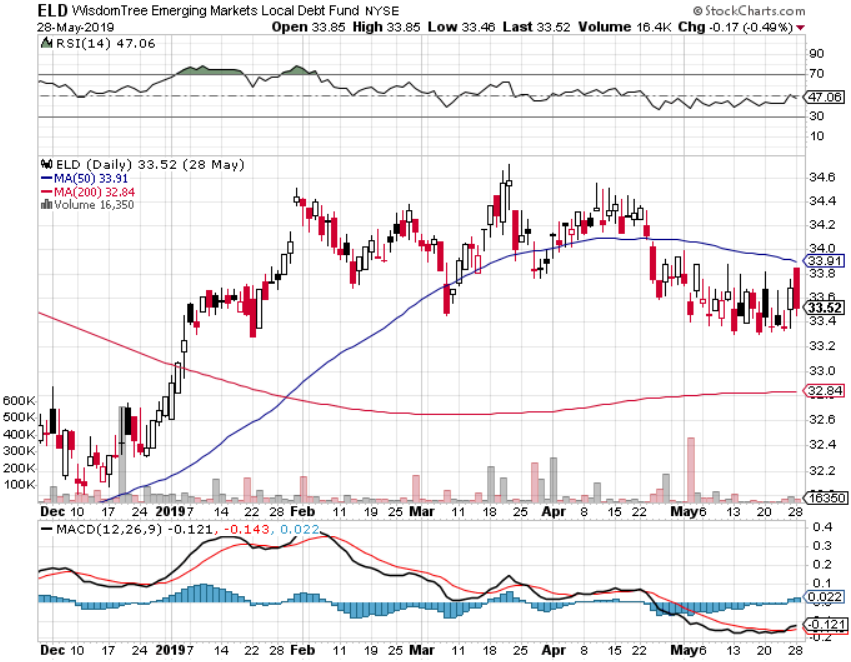 ELD WisdomTree Emerging Markets Local Debt Fund NYSE © StockCharts.com
28-May-2019 Open 33.85 High 33.85 Low 33.46 Last 33.52 Volume 16.4K Chg -0.17 (-0.49%)
RSI(14) 47.06
90
70
47.06
30
10
ELD (Daily) 33.52 (28 May)
MA(50) 33.91
MA(200) 32.84
Volume 16,350
34.6
34.4
34.2
34.0
33.91
33.8
33.6
33.52
33.4
33.2
33.0
32.84
32.6
32.4
32.2
16350
600K
500K
400K
300K
200K
100K
Dec 10 17 24 2019 7 14 22 28 Feb 11 19 25 Mar 11 18 25 Apr 8 15 22 May 6 13 20 28
MACD(12,26,9) -0.121, -0.143, 0.022
0.4
0.3
0.2
0.1
0.022
-0.121
-0.2
Dec 10 17 24 2019 7 14 22 28 Feb 11 19 25 Mar 11 18 25 Apr 8 15 22 May 6 13 20 28